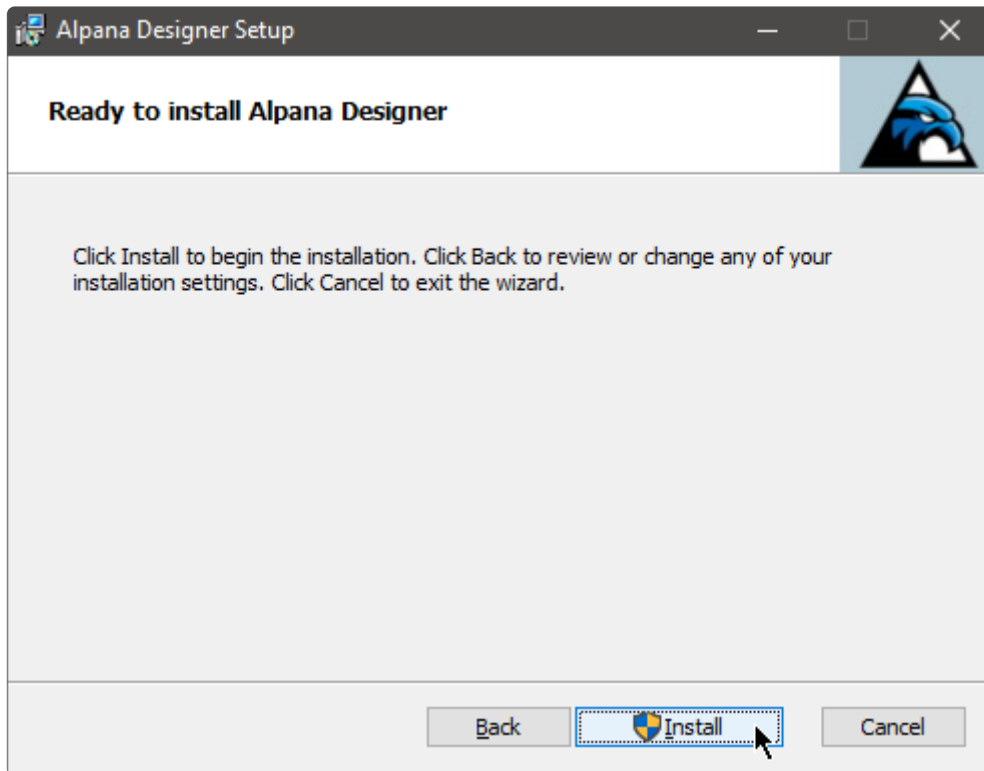 Alpana Designer Setup
Ready to install Alpana Designer
Click Install to begin the installation. Click Back to review or change any of your
installation settings. Click Cancel to exit the wizard.
Back
Install
Cancel